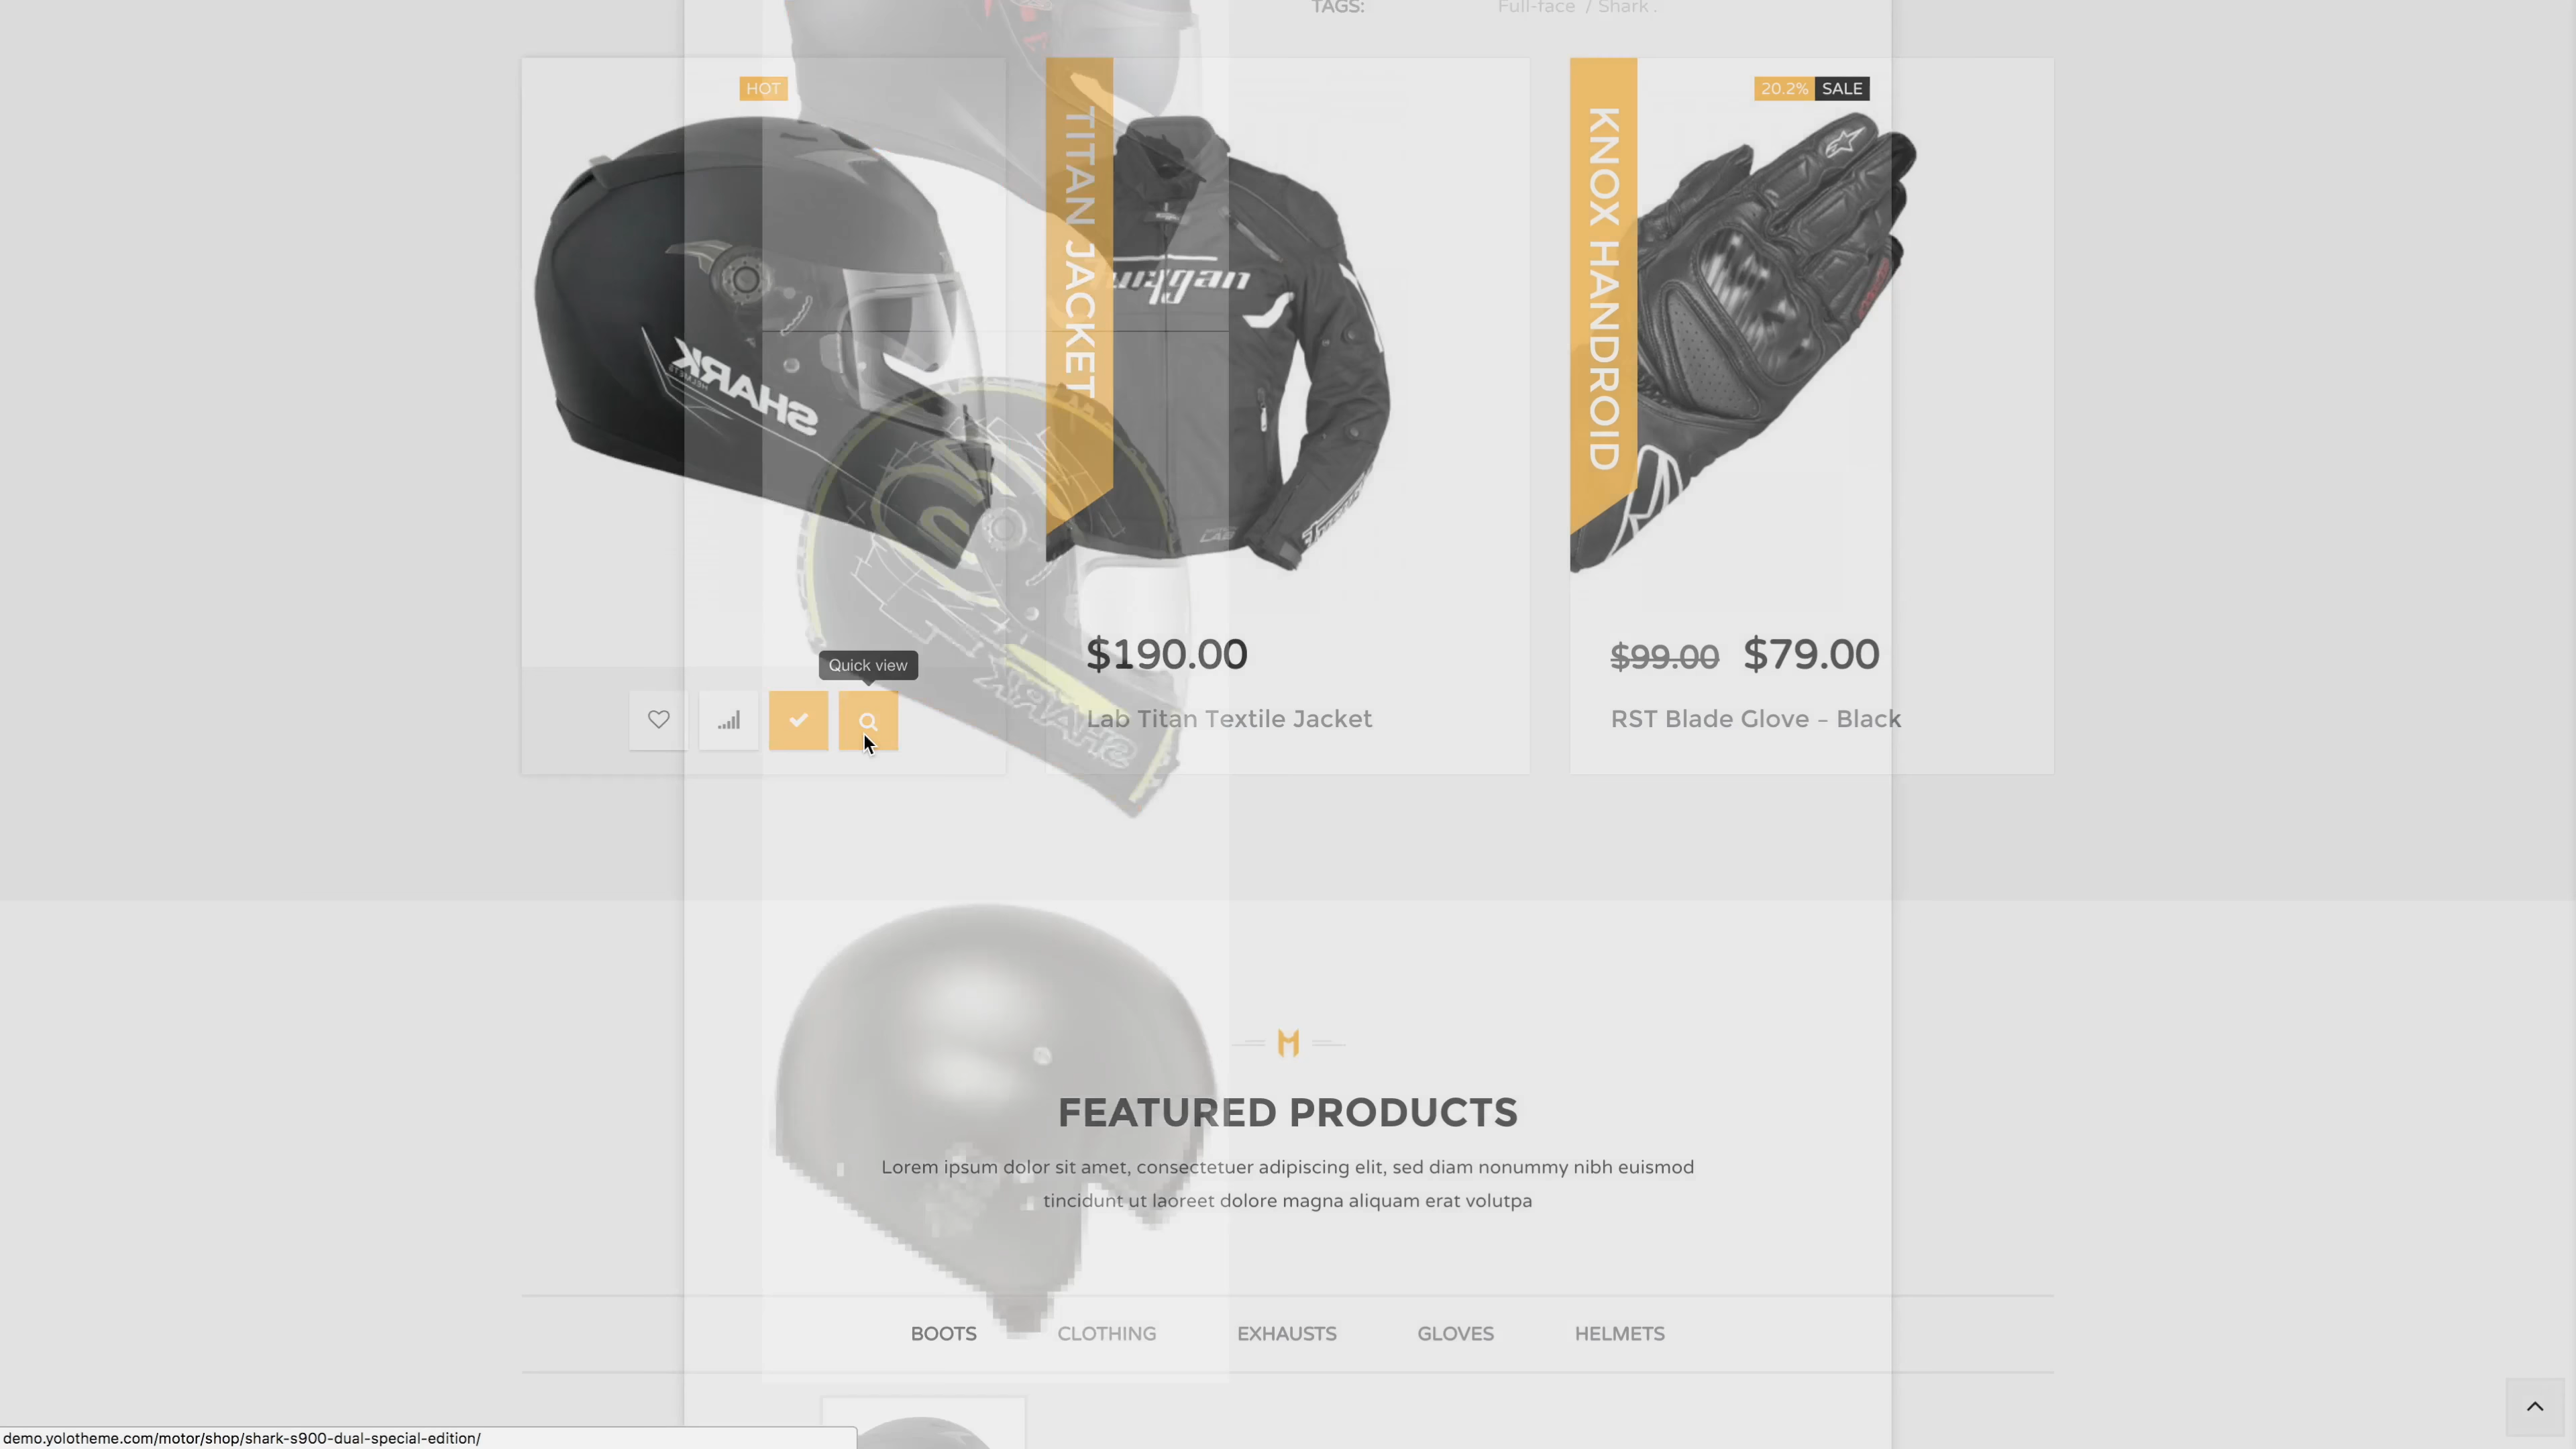 TAGS: Full-face / Shark .
HOT
SHARK
HELMETS
TITAN JACKET
20.2% SALE
KNOX HANDROID
SHARK
Quick view
$190.00
Lab Titan Textile Jacket
$99.00 $79.00
RST Blade Glove – Black
FEATURED PRODUCTS
Lorem ipsum dolor sit amet, consectetuer adipiscing elit, sed diam nonummy nibh euismod
tincidunt ut laoreet dolore magna aliquam erat volutpa
BOOTS CLOTHING EXHAUSTS GLOVES HELMETS
demo.yolotheme.com/motor/shop/shark-s900-dual-special-edition/